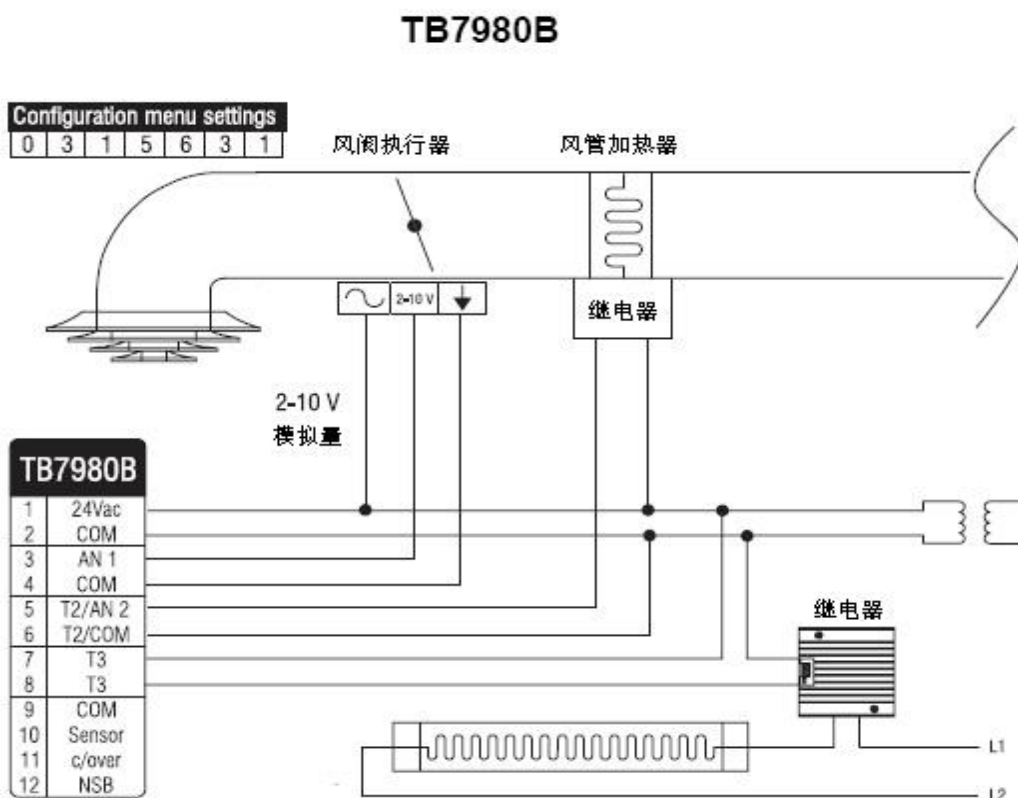 TB7980B
Configuration menu settings
0 3 1 5 6 3 1
风阀执行器
风管加热器
2-10 V
继电器
2-10 V
模拟量
TB7980B
1 24Vac
2 COM
3 AN 1
4 COM
5 T2/AN 2
6 T2/COM
7 T3
8 T3
9 COM
10 Sensor
11 c/over
12 NSB
继电器
L1
L2